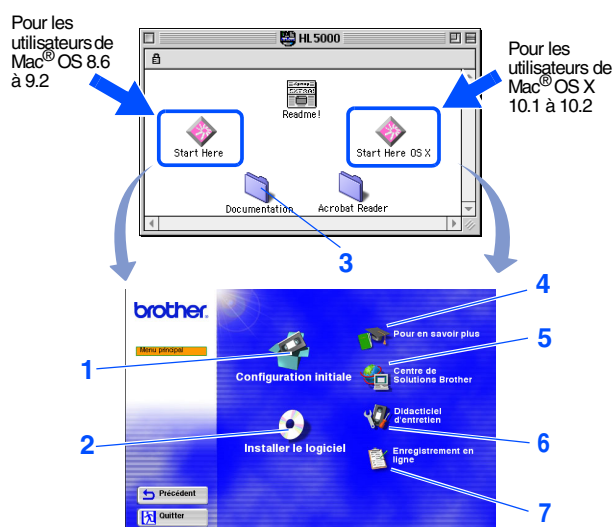 Pour les
utilisateurs de
Mac® OS 8.6
à 9.2
HL5000
Pour les
utilisateurs de
Mac® OS X
10.1 à 10.2
Readme!
Start Here
Start Here OS X
Documentation
Acrobat Reader
3
brother.
Menu principal
1
Configuration initiale
2
Installer le logiciel
4
Pour en savoir plus
5
Centre de
Solutions Brother
Didacticiel
d'entretien
6
Enregistrement en
ligne
7
Précédent
Quitter